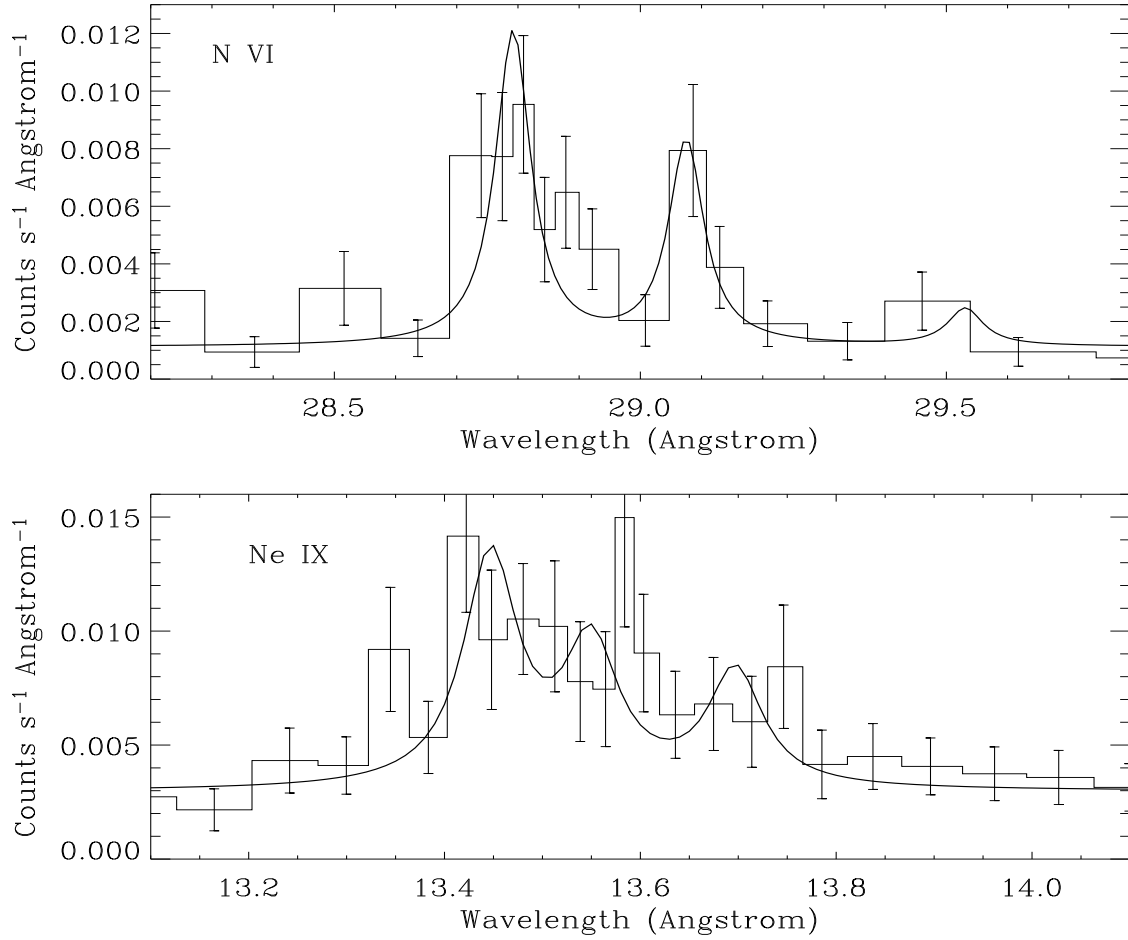 N VI
Counts s⁻¹ Angstrom⁻¹
0.012
0.010
0.008
0.006
0.004
0.002
0.000
28.5 29.0 29.5
Wavelength (Angstrom)
Ne IX
Counts s⁻¹ Angstrom⁻¹
0.015
0.010
0.005
0.000
13.2 13.4 13.6 13.8 14.0
Wavelength (Angstrom)